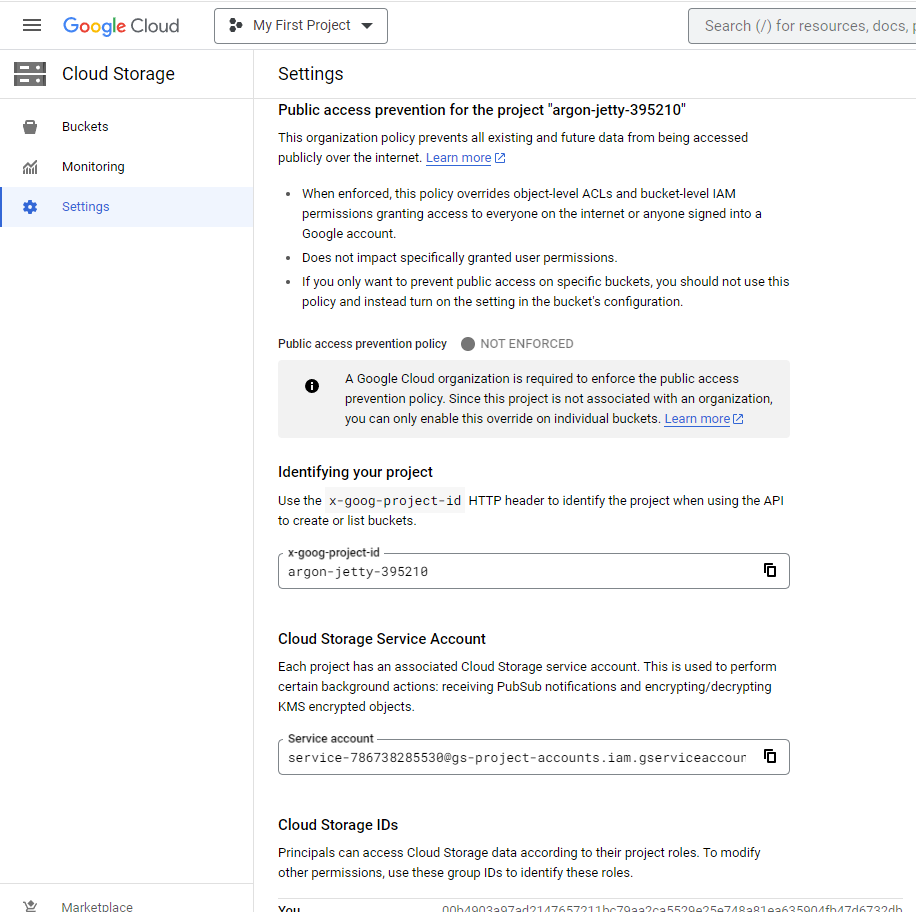 Google Cloud
My First Project
Search (/) for resources, docs,
Cloud Storage
Settings
Buckets
Monitoring
Settings
Public access prevention for the project "argon-jetty-395210"
This organization policy prevents all existing and future data from being accessed
publicly over the internet. Learn more
• When enforced, this policy overrides object-level ACLs and bucket-level IAM
permissions granting access to everyone on the internet or anyone signed into a
Google account.
• Does not impact specifically granted user permissions.
• If you only want to prevent public access on specific buckets, you should not use this
policy and instead turn on the setting in the bucket's configuration.
Public access prevention policy NOT ENFORCED
A Google Cloud organization is required to enforce the public access
prevention policy. Since this project is not associated with an organization,
you can only enable this override on individual buckets. Learn more
Identifying your project
Use the x-goog-project-id HTTP header to identify the project when using the API
to create or list buckets.
x-goog-project-id
argon-jetty-395210
Cloud Storage Service Account
Each project has an associated Cloud Storage service account. This is used to perform
certain background actions: receiving PubSub notifications and encrypting/decrypting
KMS encrypted objects.
Service account
service-786738285530@gs-project-accounts.iam.gserviceaccour
Cloud Storage IDs
Principals can access Cloud Storage data according to their project roles. To modify
other permissions, use these group IDs to identify these roles.
Marketplace
You